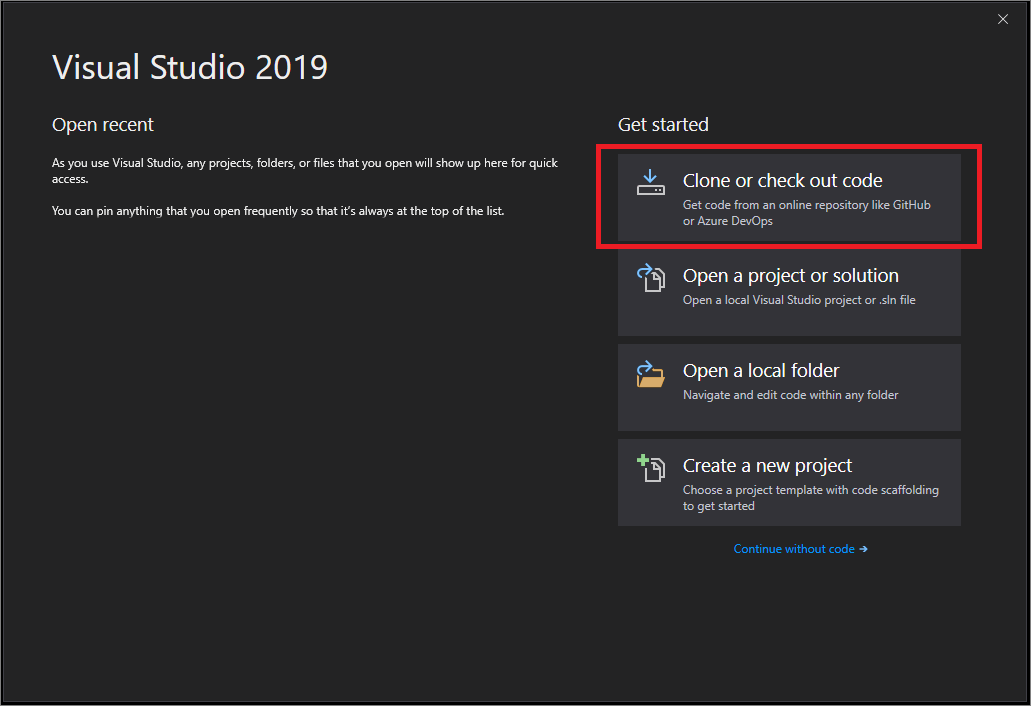 Visual Studio 2019
Open recent
As you use Visual Studio, any projects, folders, or files that you open will show up here for quick
access.
You can pin anything that you open frequently so that it's always at the top of the list.
Get started
Clone or check out code
Get code from an online repository like GitHub
or Azure DevOps
Open a project or solution
Open a local Visual Studio project or .sln file
Open a local folder
Navigate and edit code within any folder
Create a new project
Choose a project template with code scaffolding
to get started
Continue without code →